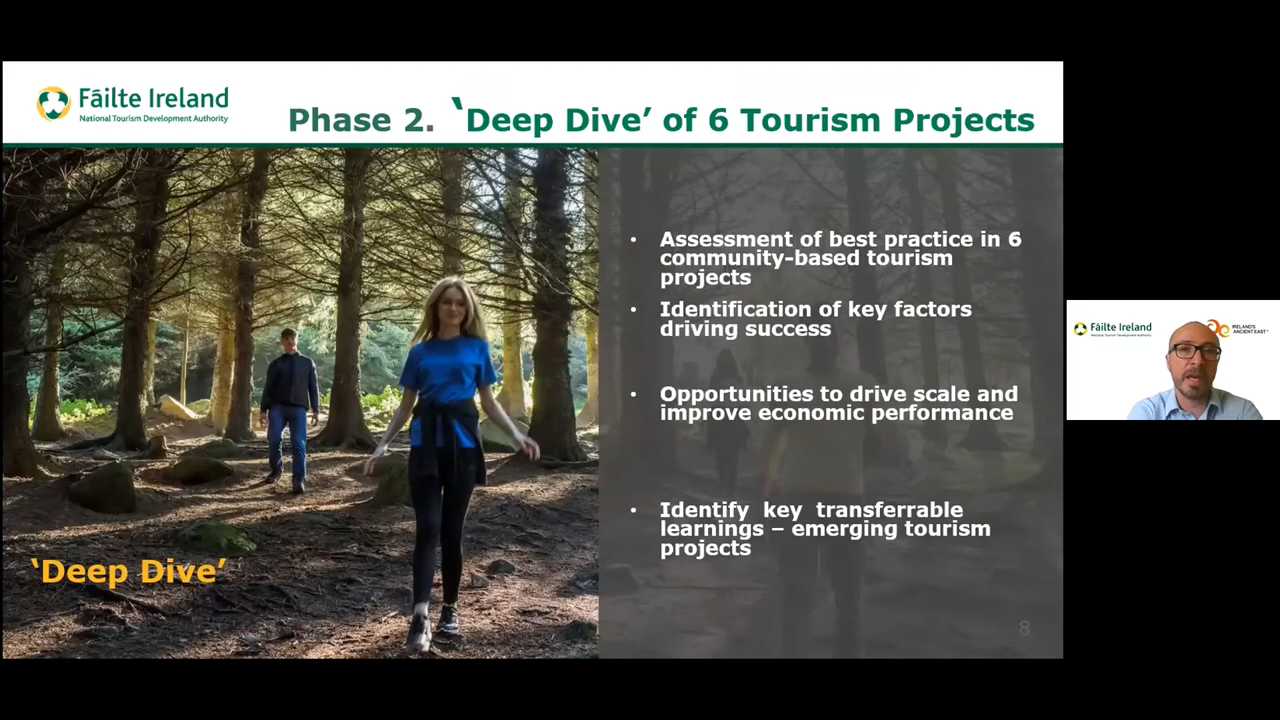 Fáilte Ireland
National Tourism Development Authority
Phase 2. ‘Deep Dive’ of 6 Tourism Projects
• Assessment of best practice in 6
community-based tourism
projects
• Identification of key factors
driving success
• Opportunities to drive scale and
improve economic performance
• Identify key transferrable
learnings – emerging tourism
projects
‘Deep Dive’
8
Fáilte Ireland
National Tourism Development Authority
IRELAND'S
ANCIENT EAST